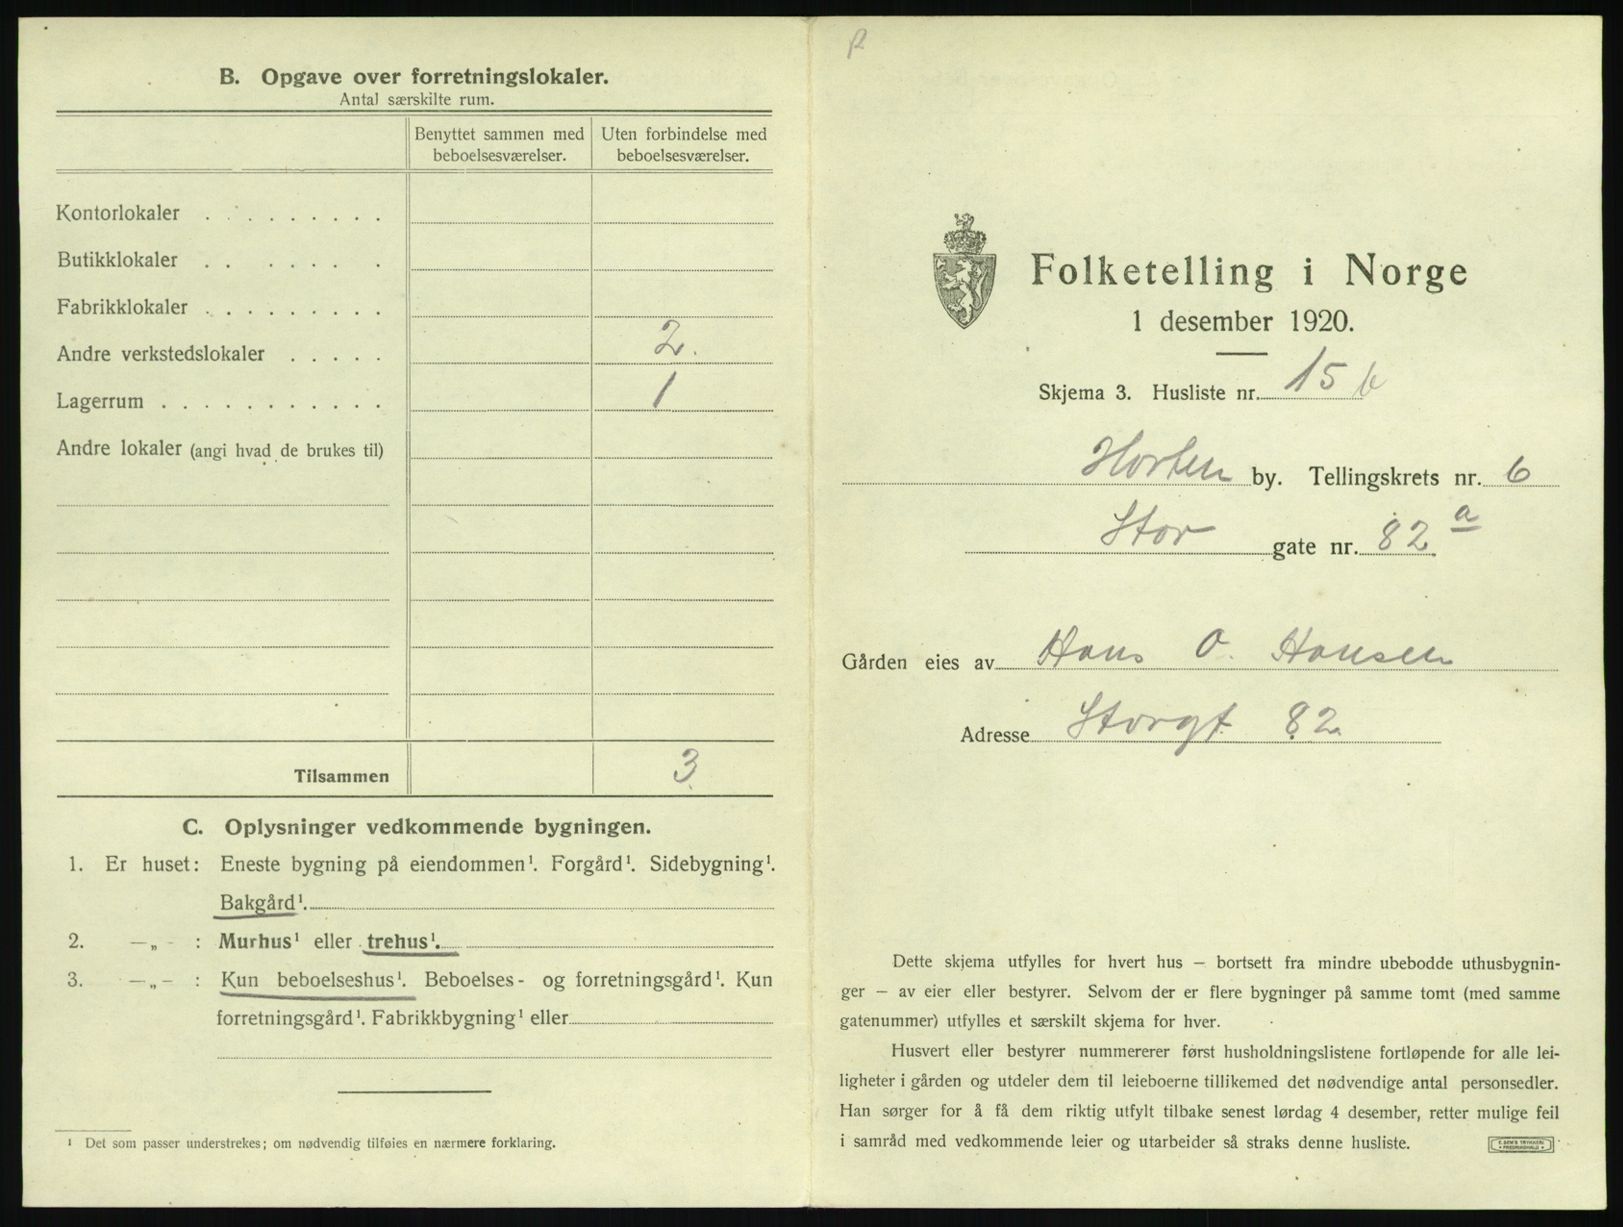 B. Opgave over forretningslokaler.
Antal særskilte rum.
Benyttet sammen med beboelsesværelser.
Uten forbindelse med beboelsesværelser.
Kontorlokaler . . . . . . . . .
Butikklokaler . . . . . . .
Fabrikklokaler . . . . . . . . .
Andre verkstedslokaler . . . . . 2.
Lagerrum . . . . . . . . . . . 1
Andre lokaler (angi hvad de brukes til)
Tilsammen 3
C. Oplysninger vedkommende bygningen.
1. Er huset: Eneste bygning på eiendommen¹. Forgård¹. Sidebygning¹.
Bakgård¹.
2. —„— : Murhus¹ eller trehus¹.
3. —„— : Kun beboelseshus¹. Beboelses- og forretningsgård¹. Kun
forretningsgård¹. Fabrikkbygning¹ eller
¹ Det som passer understrekes; om nødvendig tilføies en nærmere forklaring.
Folketelling i Norge
1 desember 1920.
Skjema 3. Husliste nr. 15 b
Horten by. Tellingskrets nr. 6
Stor gate nr. 82 a
Gården eies av Hans O. Hansen
Adresse Storgt 82
Dette skjema utfylles for hvert hus — bortsett fra mindre ubebodde uthusbygnin-
ger — av eier eller bestyrer. Selvom der er flere bygninger på samme tomt (med samme
gatenummer) utfylles et særskilt skjema for hver.
Husvert eller bestyrer nummererer først husholdningslistene fortløpende for alle lei-
ligheter i gården og utdeler dem til leieboerne tillikemed det nødvendige antal personsedler.
Han sørger for å få dem riktig utfylt tilbake senest lørdag 4 desember, retter mulige feil
i samråd med vedkommende leier og utarbeider så straks denne husliste.